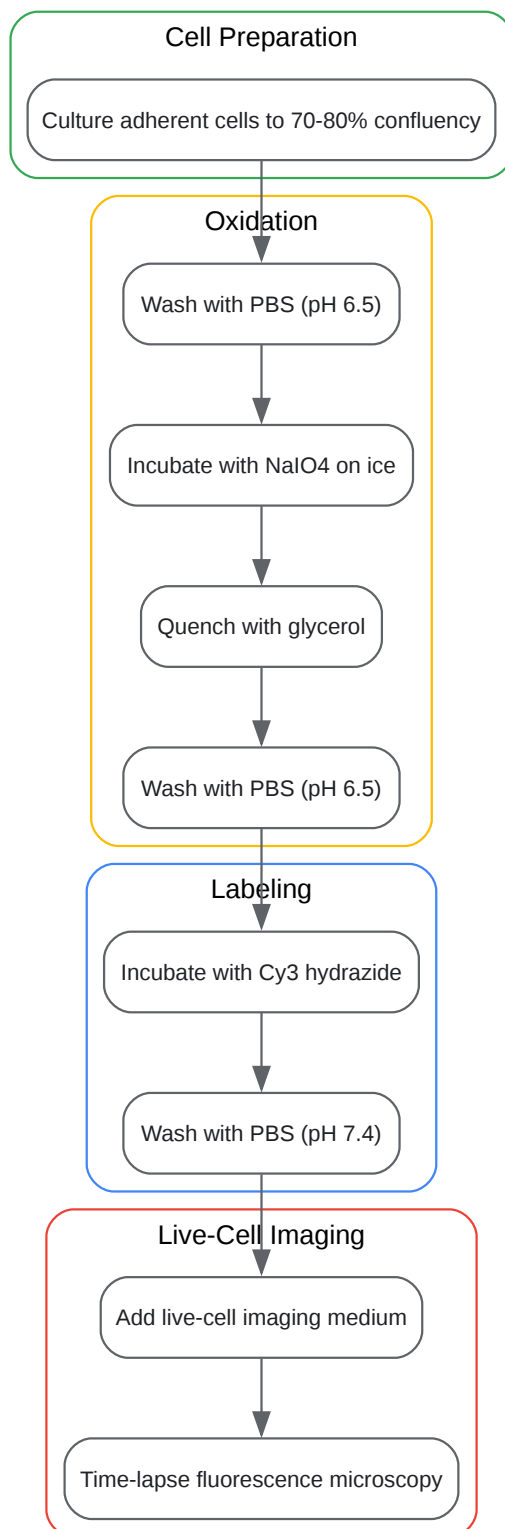 Cell Preparation
Culture adherent cells to 70-80% confluency
Oxidation
Wash with PBS (pH 6.5)
Incubate with NaIO4 on ice
Quench with glycerol
Wash with PBS (pH 6.5)
Labeling
Incubate with Cy3 hydrazide
Wash with PBS (pH 7.4)
Live-Cell Imaging
Add live-cell imaging medium
Time-lapse fluorescence microscopy